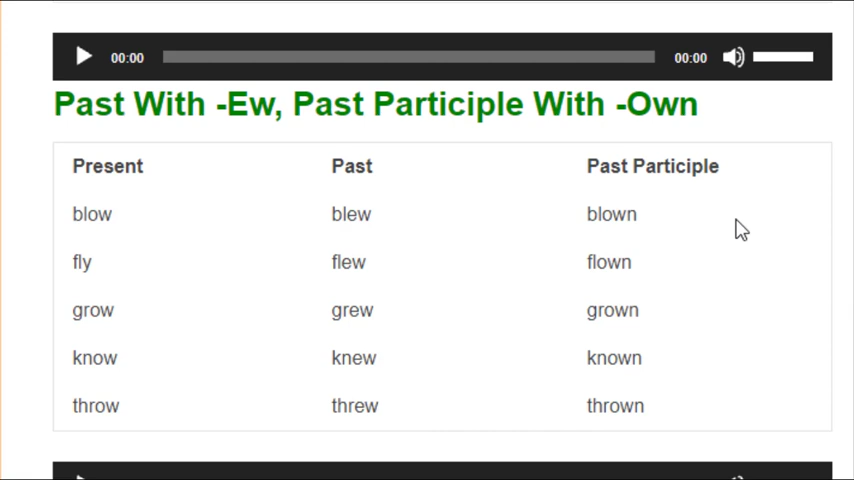 00:00 00:00
Past With -Ew, Past Participle With -Own
Present Past Past Participle
blow blew blown
fly flew flown
grow grew grown
know knew known
throw threw thrown